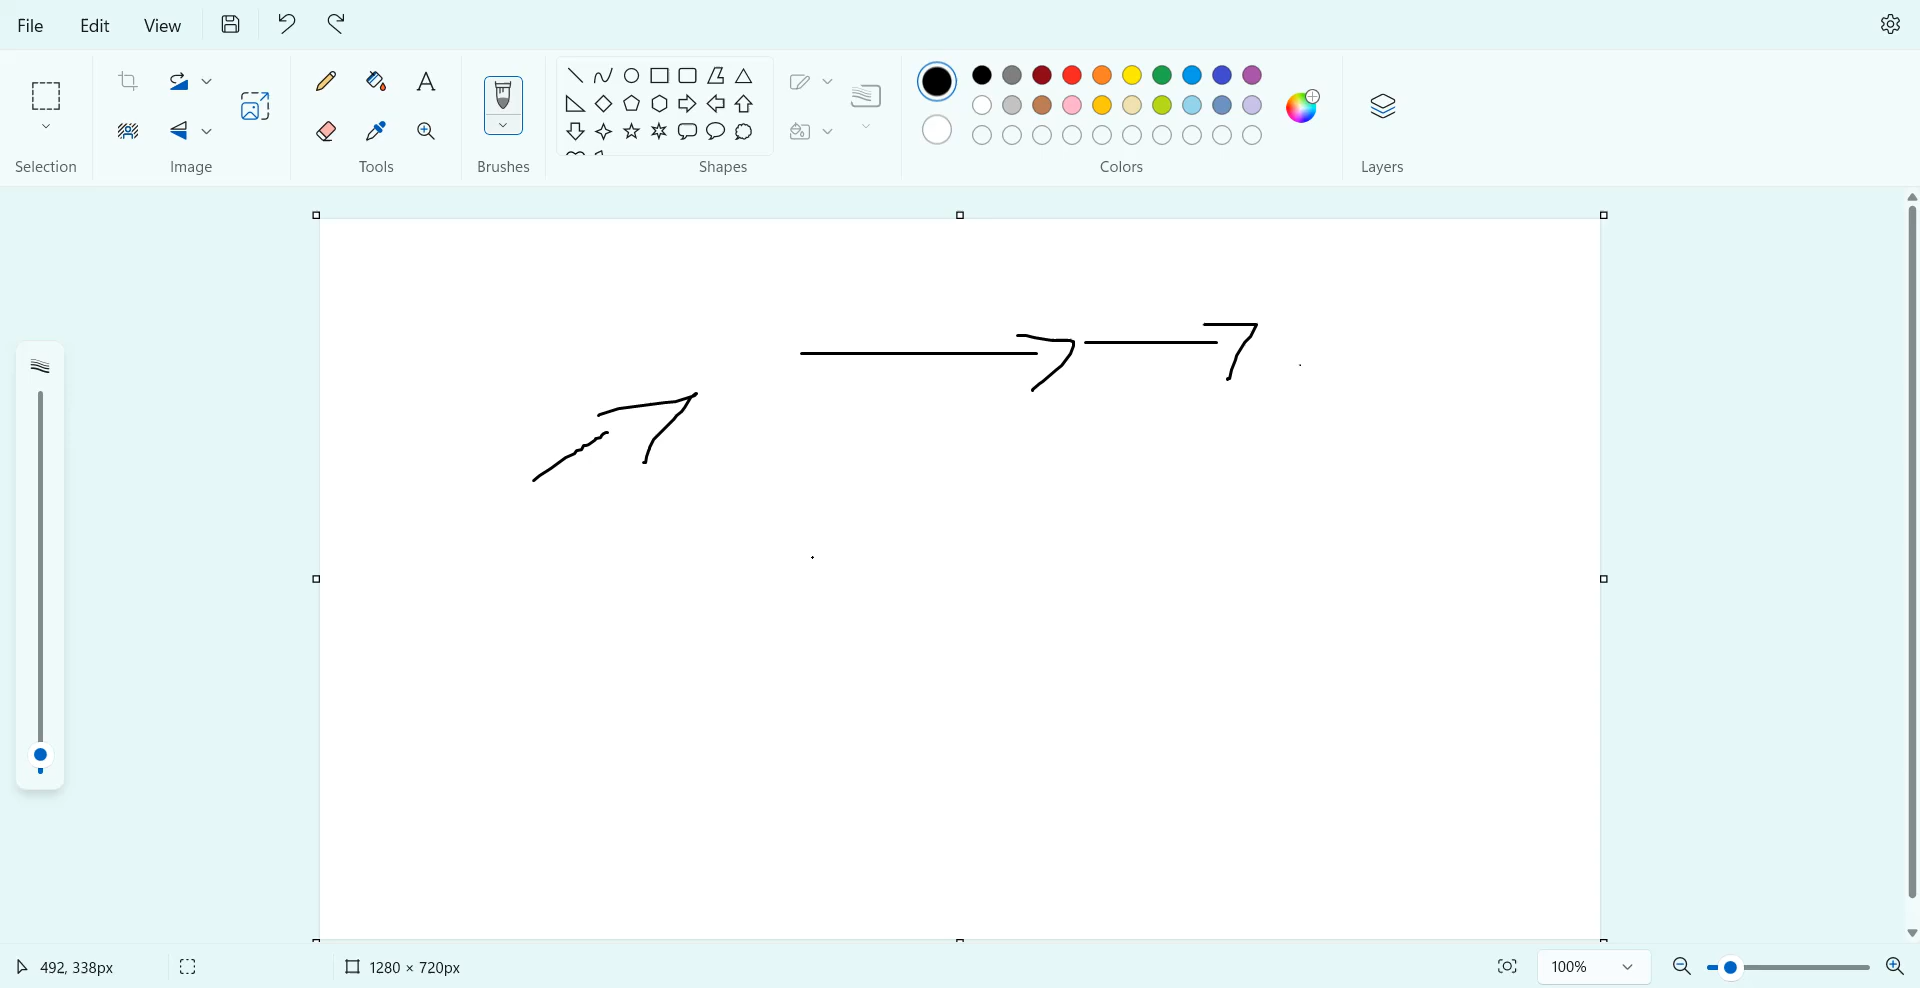 File Edit View
Selection Image Tools Brushes Shapes Colors Layers
492, 338px 1280 × 720px 100%